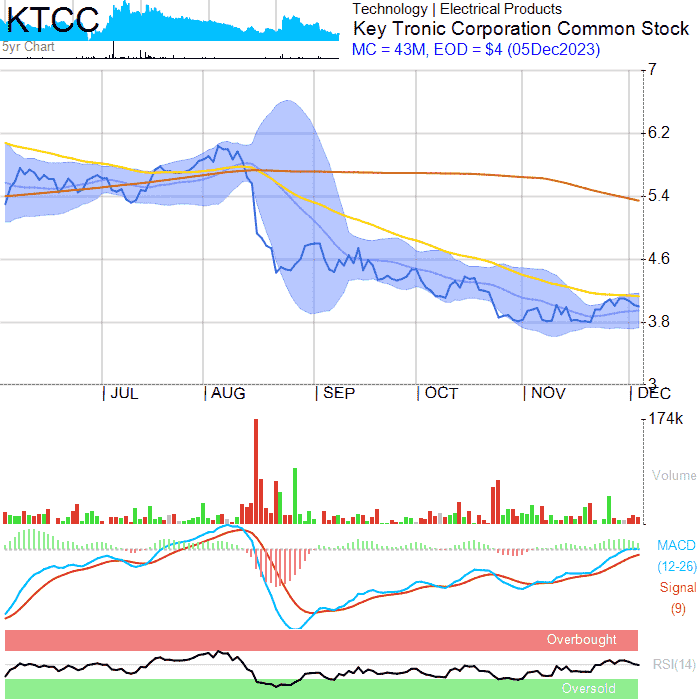 KTCC
5yr Chart
Technology | Electrical Products
Key Tronic Corporation Common Stock
MC = 43M, EOD = $4 (05Dec2023)
7
6.2
5.4
4.6
3.8
3
JUL AUG SEP OCT NOV DEC
174k
Volume
MACD
(12-26)
Signal
(9)
Overbought
RSI(14)
Oversold